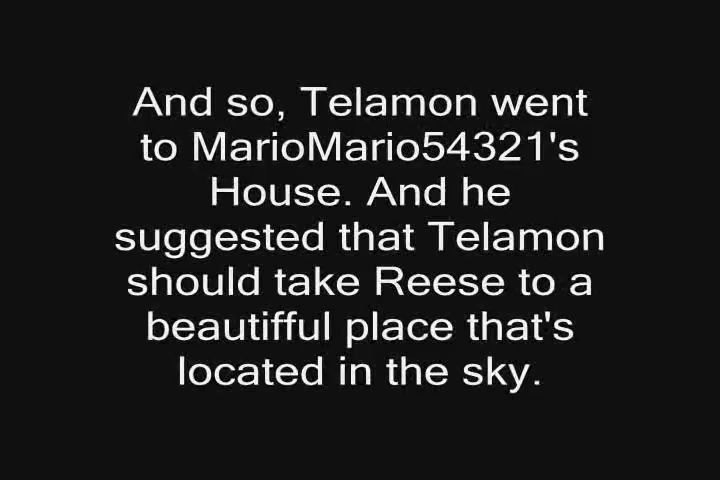 And so, Telamon went
to MarioMario54321's
House. And he
suggested that Telamon
should take Reese to a
beautifful place that's
located in the sky.